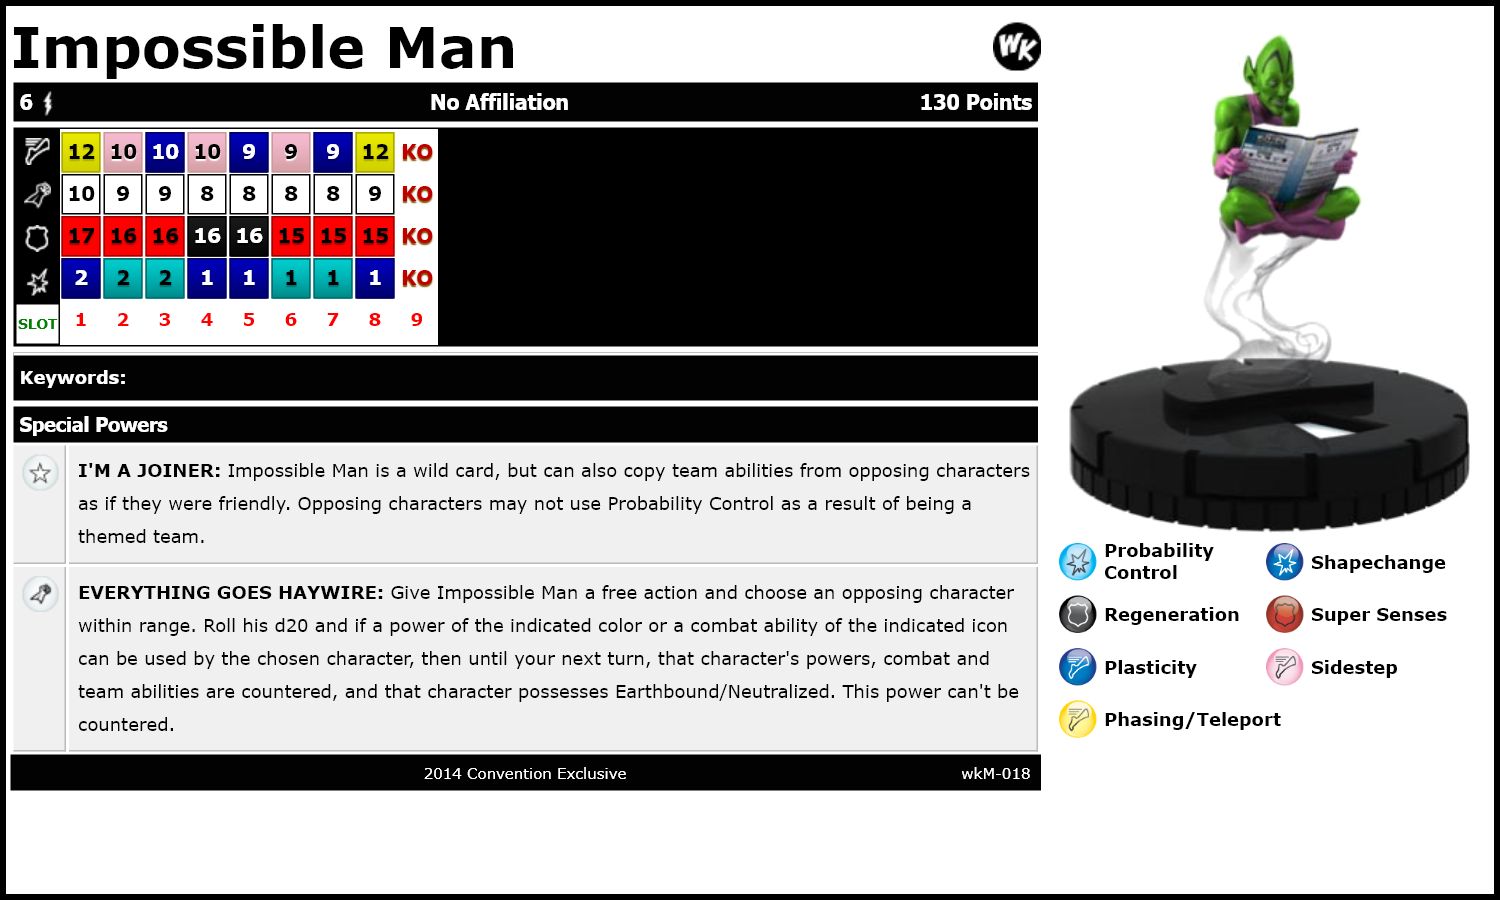 Impossible Man
WK
6 No Affiliation 130 Points
12 10 10 10 9 9 9 12 KO
10 9 9 8 8 8 8 9 KO
17 16 16 16 16 15 15 15 KO
2 2 2 1 1 1 1 1 KO
SLOT 1 2 3 4 5 6 7 8 9
Keywords:
Special Powers
I'M A JOINER: Impossible Man is a wild card, but can also copy team abilities from opposing characters
as if they were friendly. Opposing characters may not use Probability Control as a result of being a
themed team.
EVERYTHING GOES HAYWIRE: Give Impossible Man a free action and choose an opposing character
within range. Roll his d20 and if a power of the indicated color or a combat ability of the indicated icon
can be used by the chosen character, then until your next turn, that character's powers, combat and
team abilities are countered, and that character possesses Earthbound/Neutralized. This power can't be
countered.
2014 Convention Exclusive wkM-018
Probability
Control
Shapechange
Regeneration
Super Senses
Plasticity
Sidestep
Phasing/Teleport